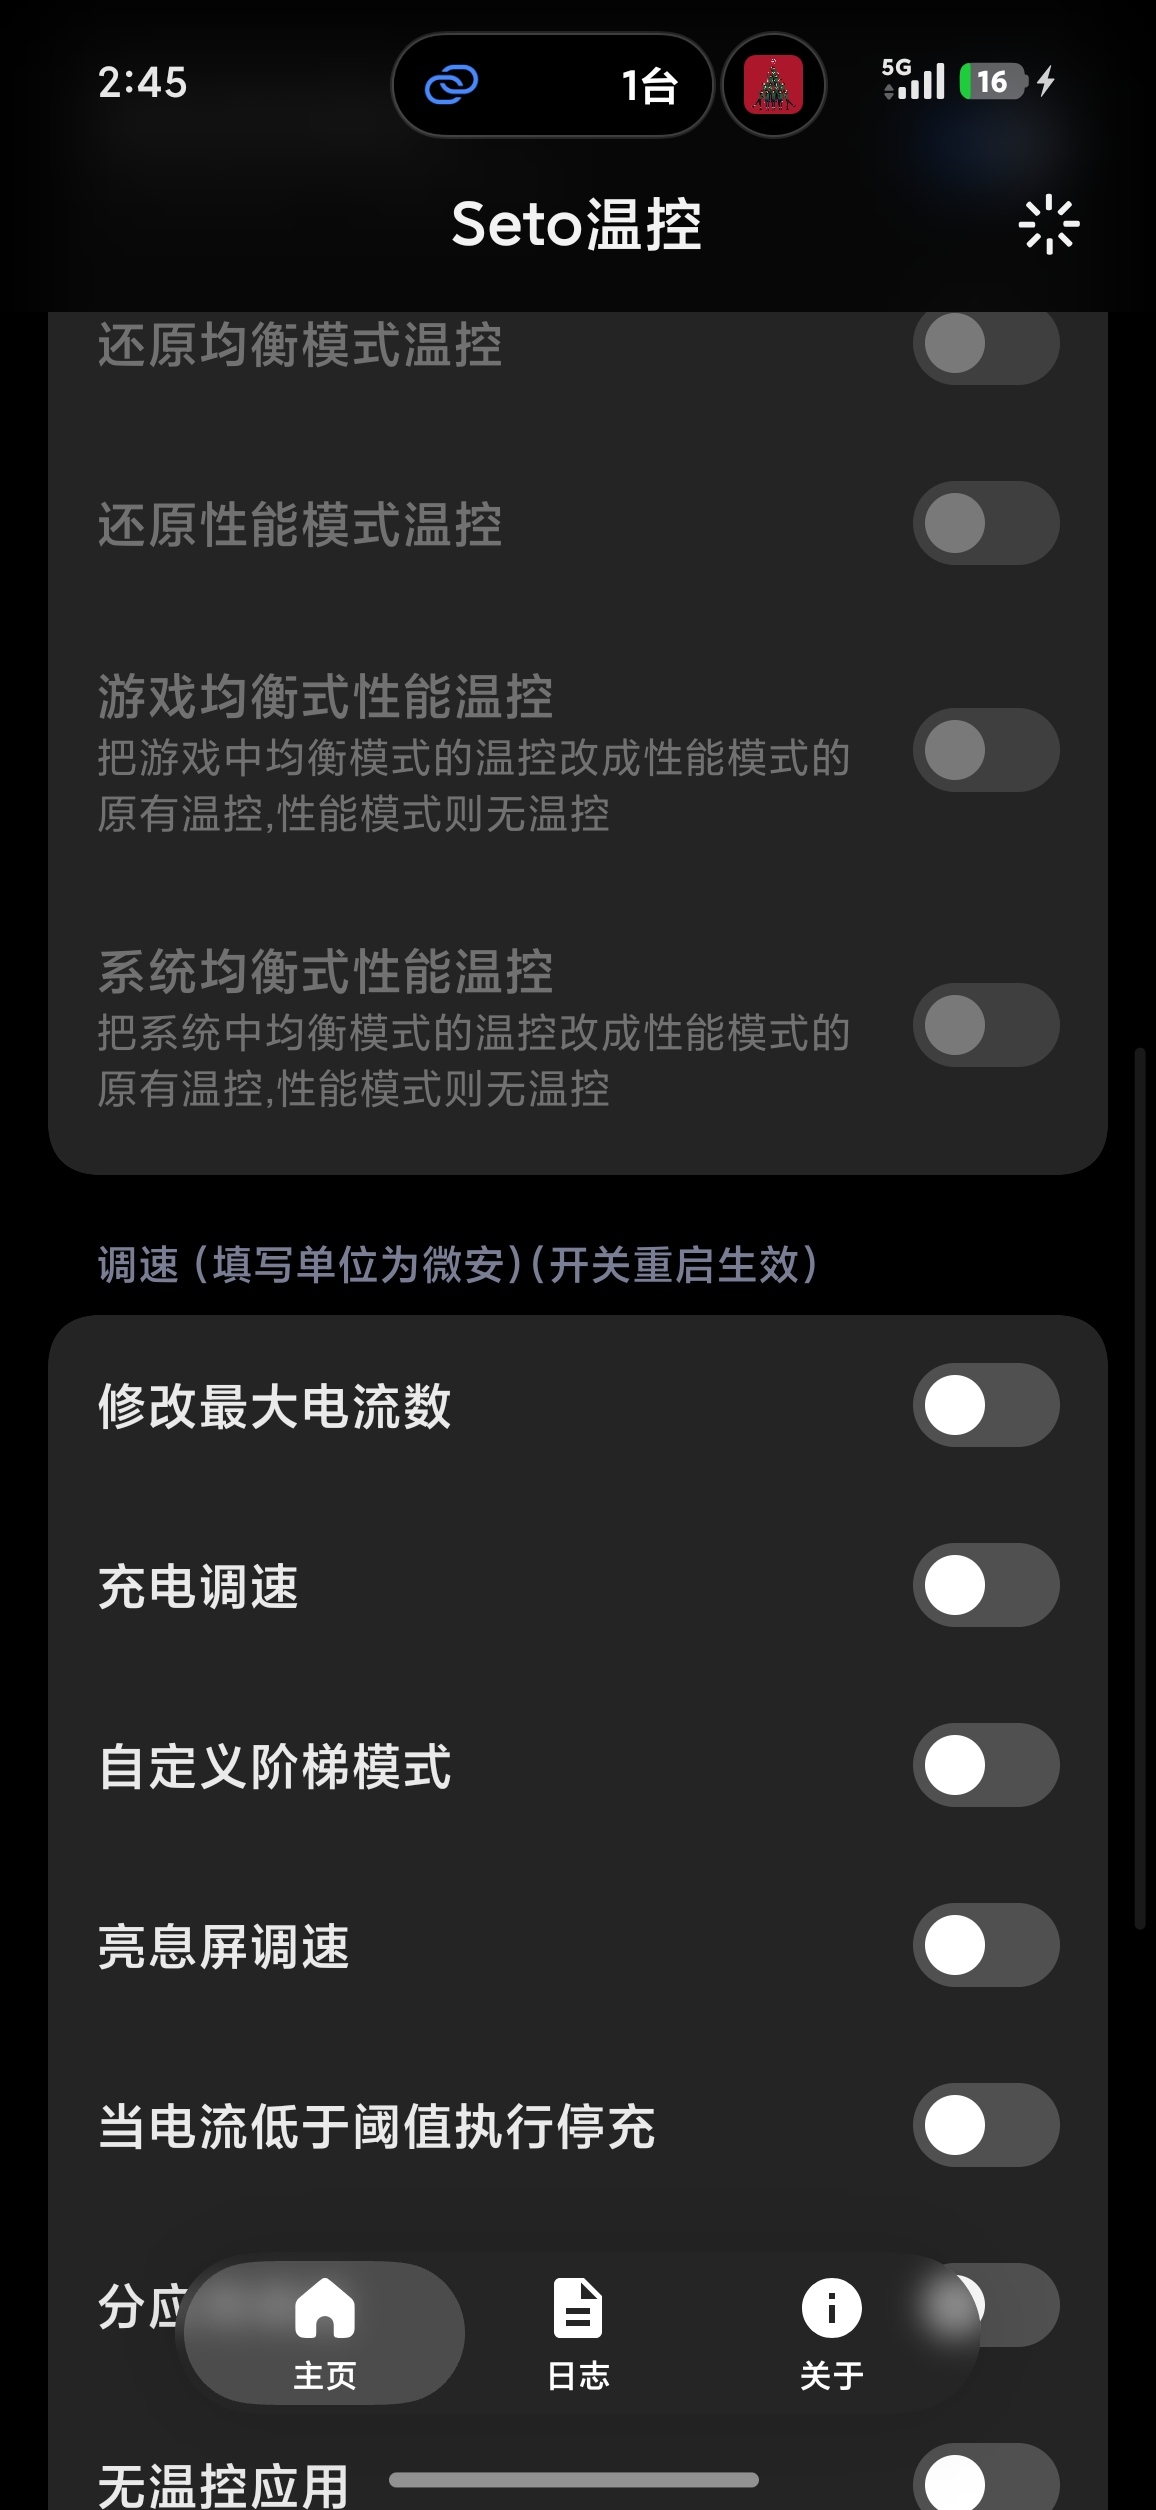 2:45
1台
5G
16
Seto温控
还原均衡模式温控
还原性能模式温控
游戏均衡式性能温控
把游戏中均衡模式的温控改成性能模式的
原有温控,性能模式则无温控
系统均衡式性能温控
把系统中均衡模式的温控改成性能模式的
原有温控,性能模式则无温控
调速 (填写单位为微安)(开关重启生效)
修改最大电流数
充电调速
自定义阶梯模式
亮息屏调速
当电流低于阈值执行停充
分应
主页
日志
关于
无温控应用